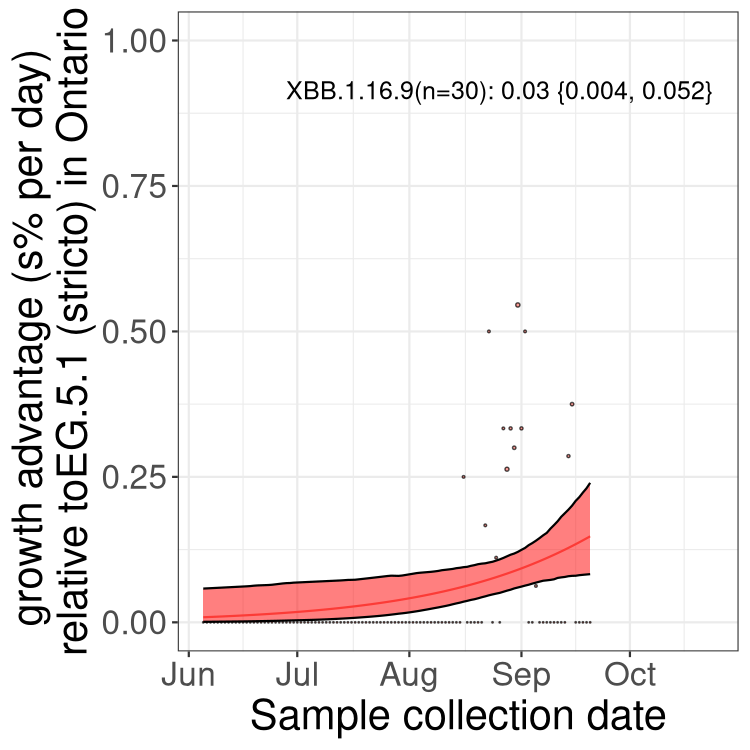 growth advantage (s% per day)
relative toEG.5.1 (stricto) in Ontario
1.00
0.75
0.50
0.25
0.00
XBB.1.16.9(n=30): 0.03 {0.004, 0.052}
Jun Jul Aug Sep Oct
Sample collection date